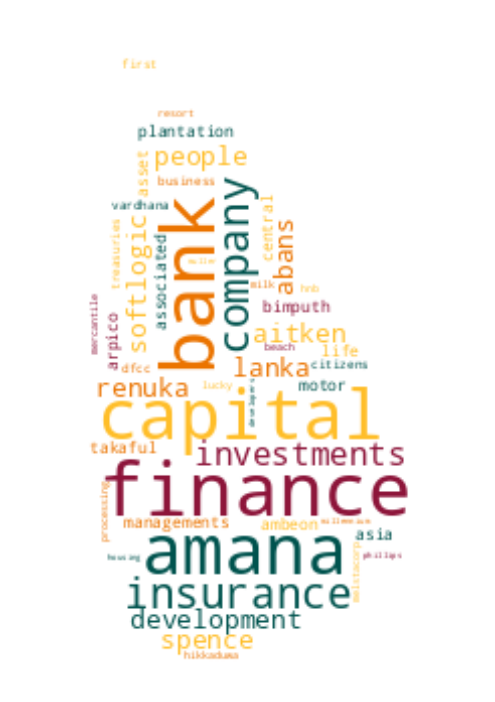 first
resort
plantation
people
asset
business
vardhana
bank
company
central
abans
treasuries
softlogic
associated
milk
hnb
mercantile
arpico
bimputh
aitken
beach
life
dfcc
lanka
citizens
renuka
lucky
motor
capital
takaful
investments
finance
processing
managements
ambeon
millennium
asia
amana
housing
phillips
melstacorp
insurance
development
spence
hikkaduwa